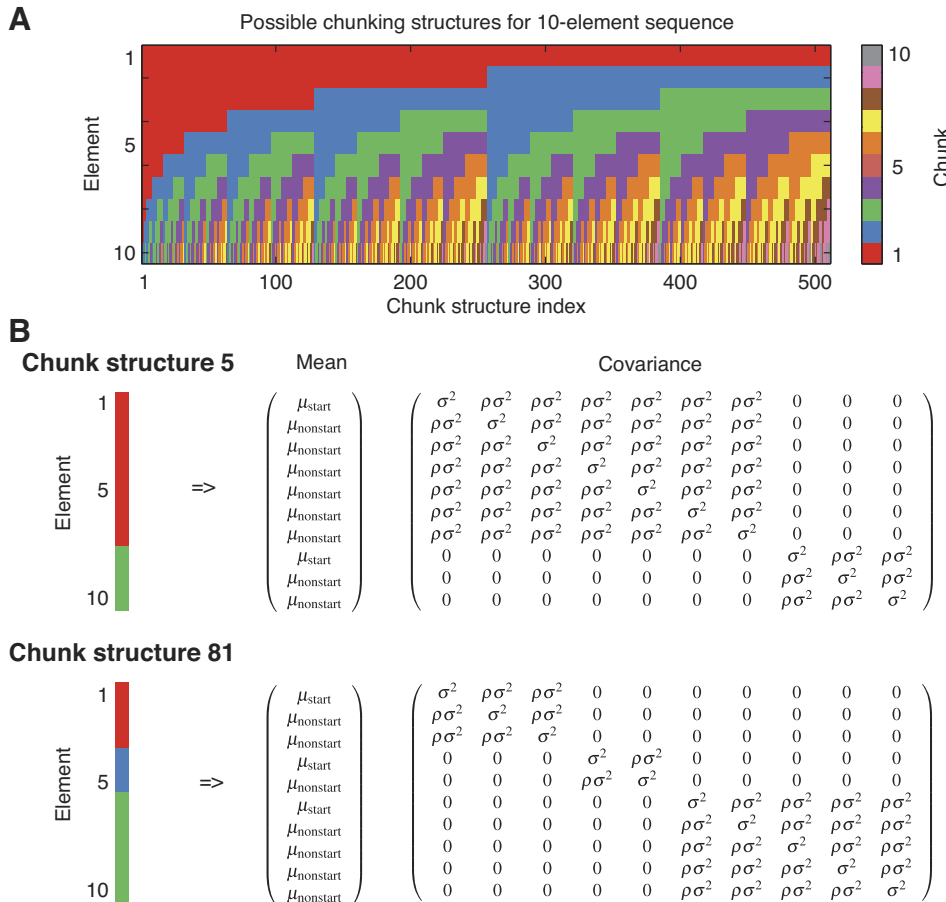 A
Possible chunking structures for 10-element sequence
1
5
10
Element
1
100
200
300
400
500
Chunk structure index
10
5
1
Chunk
B
Chunk structure 5
Mean
Covariance
1
5
10
Element
=>
μstart
μnonstart
μnonstart
μnonstart
μnonstart
μnonstart
μnonstart
μstart
μnonstart
μnonstart
σ² ρσ² ρσ² ρσ² ρσ² ρσ² ρσ² 0 0 0
ρσ² σ² ρσ² ρσ² ρσ² ρσ² ρσ² 0 0 0
ρσ² ρσ² σ² ρσ² ρσ² ρσ² ρσ² 0 0 0
ρσ² ρσ² ρσ² σ² ρσ² ρσ² ρσ² 0 0 0
ρσ² ρσ² ρσ² ρσ² σ² ρσ² ρσ² 0 0 0
ρσ² ρσ² ρσ² ρσ² ρσ² σ² ρσ² 0 0 0
ρσ² ρσ² ρσ² ρσ² ρσ² ρσ² σ² 0 0 0
0 0 0 0 0 0 0 σ² ρσ² ρσ²
0 0 0 0 0 0 0 ρσ² σ² ρσ²
0 0 0 0 0 0 0 ρσ² ρσ² σ²
Chunk structure 81
1
5
10
Element
=>
μstart
μnonstart
μnonstart
μstart
μnonstart
μstart
μnonstart
μnonstart
μnonstart
μnonstart
σ² ρσ² ρσ² 0 0 0 0 0 0 0
ρσ² σ² ρσ² 0 0 0 0 0 0 0
ρσ² ρσ² σ² 0 0 0 0 0 0 0
0 0 0 σ² ρσ² 0 0 0 0 0
0 0 0 ρσ² σ² 0 0 0 0 0
0 0 0 0 0 σ² ρσ² ρσ² ρσ² ρσ²
0 0 0 0 0 ρσ² σ² ρσ² ρσ² ρσ²
0 0 0 0 0 ρσ² ρσ² σ² ρσ² ρσ²
0 0 0 0 0 ρσ² ρσ² ρσ² σ² ρσ²
0 0 0 0 0 ρσ² ρσ² ρσ² ρσ² σ²